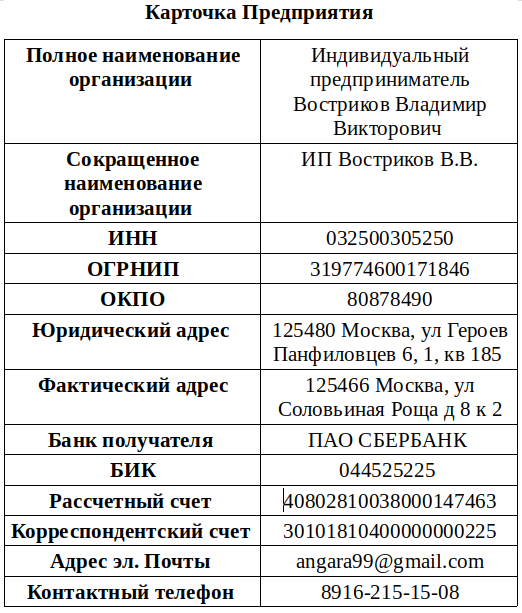 Карточка Предприятия
Полное наименование
организации
Индивидуальный
предприниматель
Востриков Владимир
Викторович
Сокращенное
наименование
организации
ИП Востриков В.В.
ИНН
032500305250
ОГРНИП
319774600171846
ОКПО
80878490
Юридический адрес
125480 Москва, ул Героев
Панфиловцев 6, 1, кв 185
Фактический адрес
125466 Москва, ул
Соловьиная Роща д 8 к 2
Банк получателя
ПАО СБЕРБАНК
БИК
044525225
Рассчетный счет
40802810038000147463
Корреспондентский счет
30101810400000000225
Адрес эл. Почты
angara99@gmail.com
Контактный телефон
8916-215-15-08